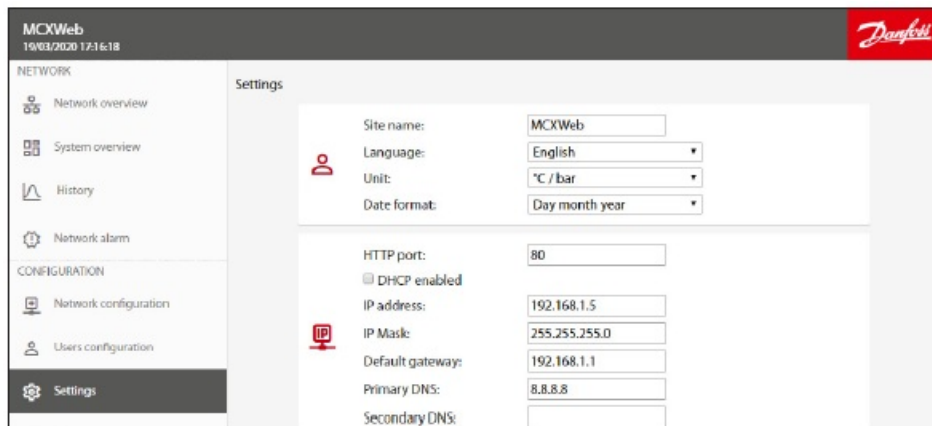 MCXWeb
19/03/2020 17:16:18
Danfoss
NETWORK
Network overview
System overview
History
Network alarm
CONFIGURATION
Network configuration
Users configuration
Settings
Settings
Site name: MCXWeb
Language: English
Unit: °C / bar
Date format: Day month year
HTTP port: 80
DHCP enabled
IP
IP address: 192.168.1.5
IP Mask: 255.255.255.0
Default gateway: 192.168.1.1
Primary DNS: 8.8.8.8
Secondary DNS: